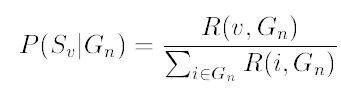 P(S_v|G_n) = \frac{R(v, G_n)}{\sum_{i \in G_n} R(i, G_n)}